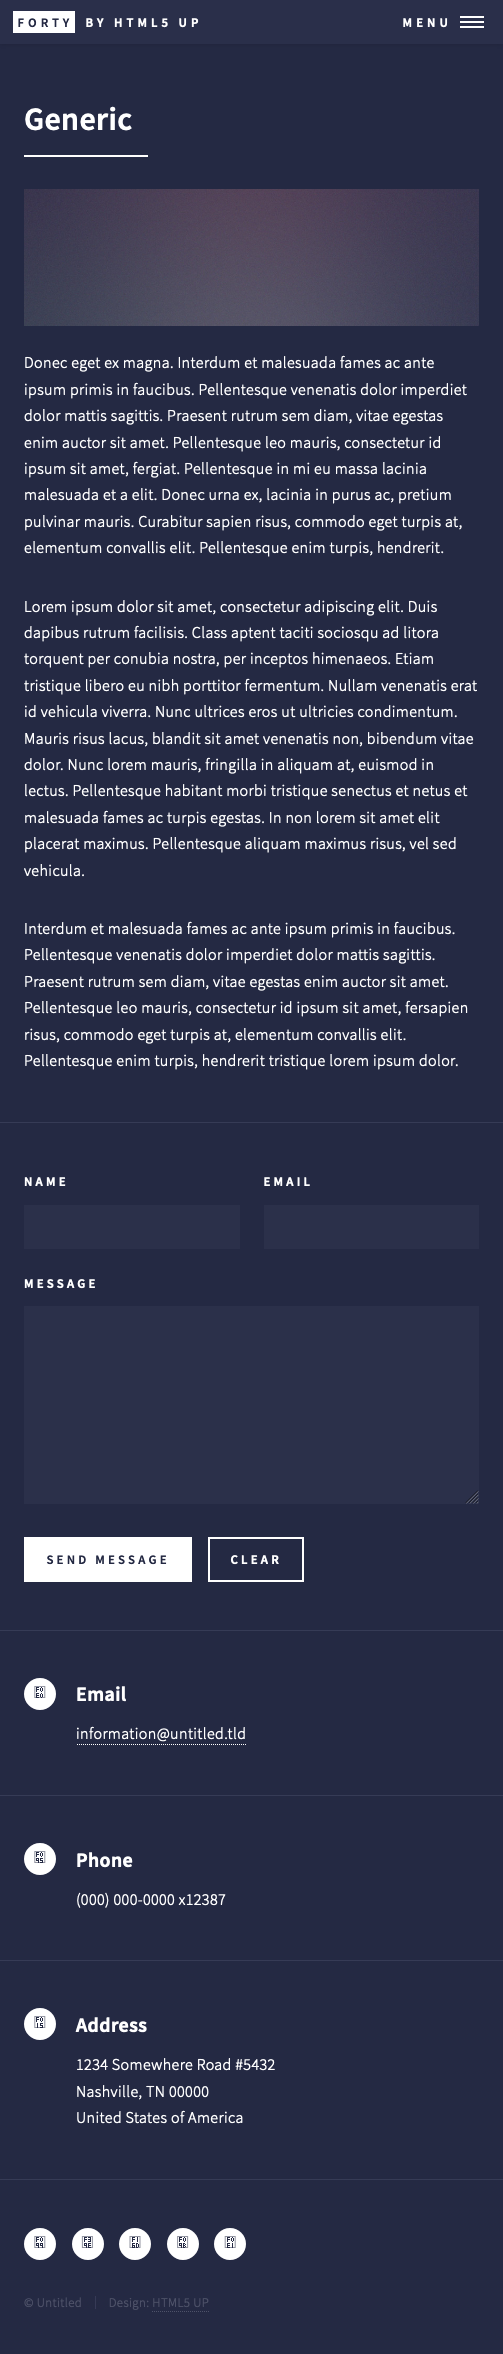 FORTY BY HTML5 UP
MENU
Generic
Donec eget ex magna. Interdum et malesuada fames ac ante
ipsum primis in faucibus. Pellentesque venenatis dolor imperdiet
dolor mattis sagittis. Praesent rutrum sem diam, vitae egestas
enim auctor sit amet. Pellentesque leo mauris, consectetur id
ipsum sit amet, fergiat. Pellentesque in mi eu massa lacinia
malesuada et a elit. Donec urna ex, lacinia in purus ac, pretium
pulvinar mauris. Curabitur sapien risus, commodo eget turpis at,
elementum convallis elit. Pellentesque enim turpis, hendrerit.
Lorem ipsum dolor sit amet, consectetur adipiscing elit. Duis
dapibus rutrum facilisis. Class aptent taciti sociosqu ad litora
torquent per conubia nostra, per inceptos himenaeos. Etiam
tristique libero eu nibh porttitor fermentum. Nullam venenatis erat
id vehicula viverra. Nunc ultrices eros ut ultricies condimentum.
Mauris risus lacus, blandit sit amet venenatis non, bibendum vitae
dolor. Nunc lorem mauris, fringilla in aliquam at, euismod in
lectus. Pellentesque habitant morbi tristique senectus et netus et
malesuada fames ac turpis egestas. In non lorem sit amet elit
placerat maximus. Pellentesque aliquam maximus risus, vel sed
vehicula.
Interdum et malesuada fames ac ante ipsum primis in faucibus.
Pellentesque venenatis dolor imperdiet dolor mattis sagittis.
Praesent rutrum sem diam, vitae egestas enim auctor sit amet.
Pellentesque leo mauris, consectetur id ipsum sit amet, fersapien
risus, commodo eget turpis at, elementum convallis elit.
Pellentesque enim turpis, hendrerit tristique lorem ipsum dolor.
NAME
EMAIL
MESSAGE
SEND MESSAGE
CLEAR
Email
information@untitled.tld
Phone
(000) 000-0000 x12387
Address
1234 Somewhere Road #5432
Nashville, TN 00000
United States of America
© Untitled
Design: HTML5 UP